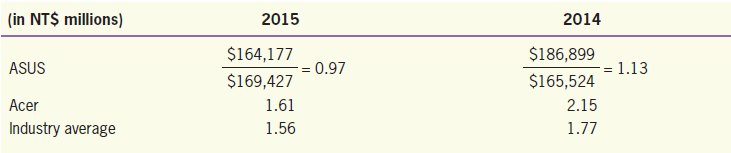 (in NT$ millions) 2015 2014
$164,177 $186,899
ASUS = 0.97 = 1.13
$169,427 $165,524
Acer 1.61 2.15
Industry average 1.56 1.77